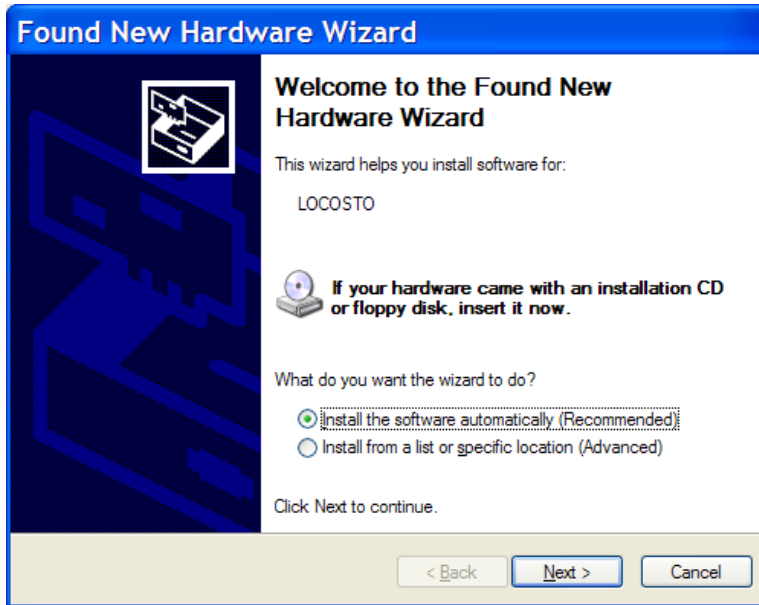 Found New Hardware Wizard
Welcome to the Found New
Hardware Wizard
This wizard helps you install software for:
LOCOSTO
If your hardware came with an installation CD
or floppy disk, insert it now.
What do you want the wizard to do?
Install the software automatically (Recommended)
Install from a list or specific location (Advanced)
Click Next to continue.
< Back Next > Cancel